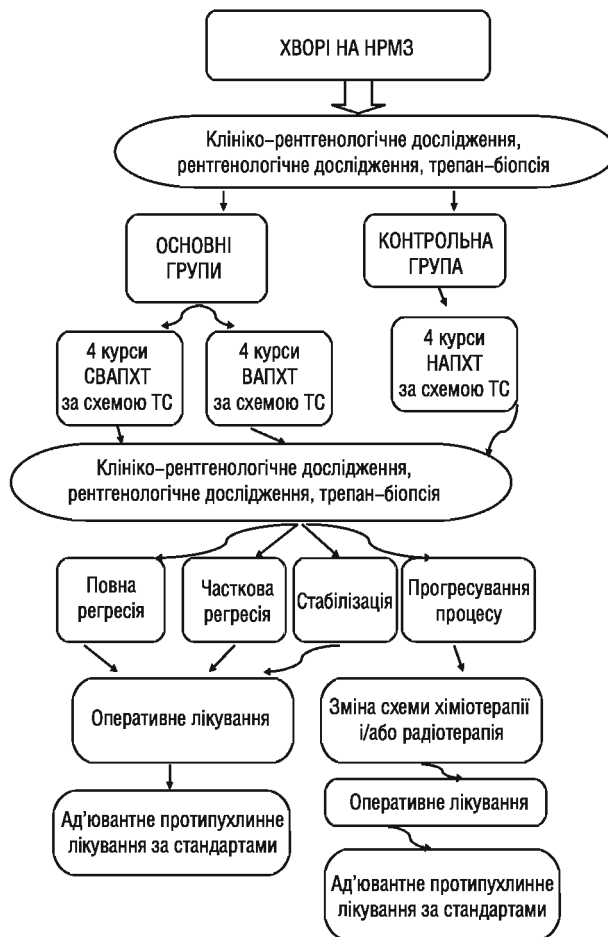 ХВОРІ НА НРМЗ
Клініко-рентгенологічне дослідження,
рентгенологічне дослідження, трепан-біопсія
ОСНОВНІ
ГРУПИ
КОНТРОЛЬНА
ГРУПА
4 курси
СВАПХТ
за схемою ТС
4 курси
ВАПХТ
за схемою ТС
4 курси
НАПХТ
за схемою ТС
Клініко-рентгенологічне дослідження,
рентгенологічне дослідження, трепан-біопсія
Повна
регресія
Часткова
регресія
Стабілізація
Прогресування
процесу
Оперативне лікування
Зміна схеми хіміотерапії
і/або радіотерапія
Оперативне лікування
Ад'ювантне протипухлинне
лікування за стандартами
Ад'ювантне протипухлинне
лікування за стандартами